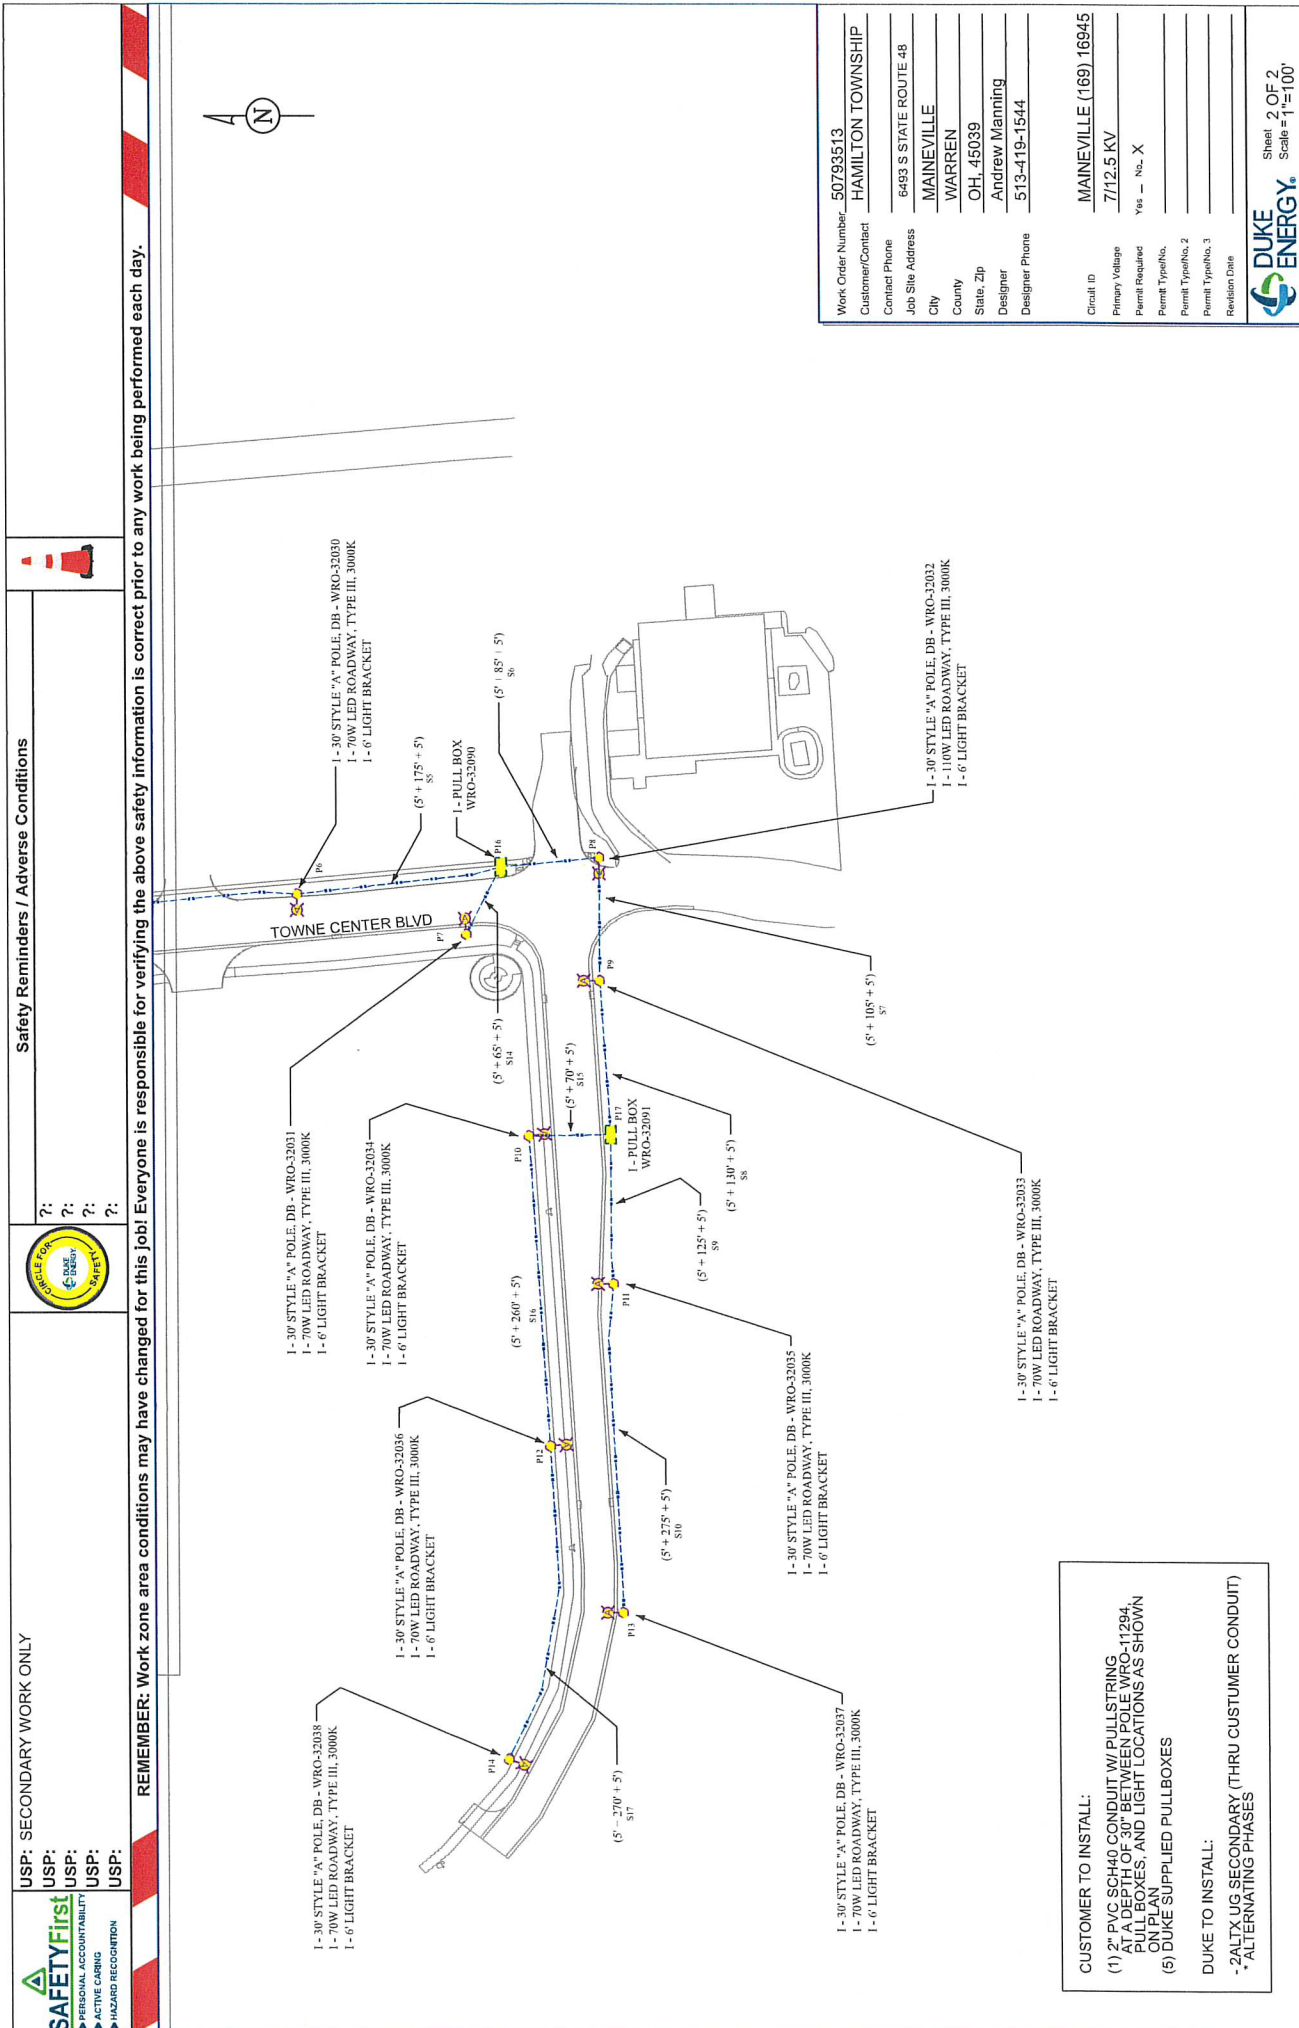 SAFETYFirst
PERSONAL ACCOUNTABILITY
ACTIVE CARING
HAZARD RECOGNITION
USP: SECONDARY WORK ONLY
USP:
USP:
USP:
USP:
CIRCLE FOR
DUKE ENERGY
SAFETY
?:
?:
?:
?:
Safety Reminders / Adverse Conditions
REMEMBER: Work zone area conditions may have changed for this job! Everyone is responsible for verifying the above safety information is correct prior to any work being performed each day.
N
1 - 30' STYLE "A" POLE, DB - WRO-32030
1 - 70W LED ROADWAY, TYPE III, 3000K
1 - 6' LIGHT BRACKET
P6
(5' + 175' + 5')
S5
1 - PULL BOX
WRO-32090
P16
(5' + 85' + 5')
S6
TOWNE CENTER BLVD
P7
1 - 30' STYLE "A" POLE, DB - WRO-32031
1 - 70W LED ROADWAY, TYPE III, 3000K
1 - 6' LIGHT BRACKET
(5' + 65' + 5')
S14
P8
1 - 30' STYLE "A" POLE, DB - WRO-32032
1 - 110W LED ROADWAY, TYPE III, 3000K
1 - 6' LIGHT BRACKET
(5' + 105' + 5')
S7
P9
1 - 30' STYLE "A" POLE, DB - WRO-32033
1 - 70W LED ROADWAY, TYPE III, 3000K
1 - 6' LIGHT BRACKET
1 - 30' STYLE "A" POLE, DB - WRO-32034
1 - 70W LED ROADWAY, TYPE III, 3000K
1 - 6' LIGHT BRACKET
P10
(5' + 70' + 5')
S15
P17
1 - PULL BOX
WRO-32091
(5' + 130' + 5')
S8
(5' + 125' + 5')
S9
P11
1 - 30' STYLE "A" POLE, DB - WRO-32035
1 - 70W LED ROADWAY, TYPE III, 3000K
1 - 6' LIGHT BRACKET
(5' + 260' + 5')
S16
1 - 30' STYLE "A" POLE, DB - WRO-32036
1 - 70W LED ROADWAY, TYPE III, 3000K
1 - 6' LIGHT BRACKET
P12
(5' + 275' + 5')
S10
P13
1 - 30' STYLE "A" POLE, DB - WRO-32037
1 - 70W LED ROADWAY, TYPE III, 3000K
1 - 6' LIGHT BRACKET
1 - 30' STYLE "A" POLE, DB - WRO-32038
1 - 70W LED ROADWAY, TYPE III, 3000K
1 - 6' LIGHT BRACKET
P14
(5' - 270' + 5')
S17
CUSTOMER TO INSTALL:
(1) 2" PVC SCH40 CONDUIT W/ PULLSTRING
AT A DEPTH OF 30" BETWEEN POLE WRO-11294,
PULL BOXES, AND LIGHT LOCATIONS AS SHOWN
ON PLAN
(5) DUKE SUPPLIED PULLBOXES
DUKE TO INSTALL:
- 2ALTX UG SECONDARY (THRU CUSTUMER CONDUIT)
* ALTERNATING PHASES
Work Order Number 50793513
Customer/Contact HAMILTON TOWNSHIP
Contact Phone
Job Site Address 6493 S STATE ROUTE 48
City MAINEVILLE
County WARREN
State, Zip OH, 45039
Designer Andrew Manning
Designer Phone 513-419-1544
Circuit ID MAINEVILLE (169) 16945
Primary Voltage 7/12.5 KV
Permit Required Yes _ No_ X
Permit Type/No.
Permit Type/No. 2
Permit Type/No. 3
Revision Date
DUKE ENERGY®
Sheet 2 OF 2
Scale = 1"=100'